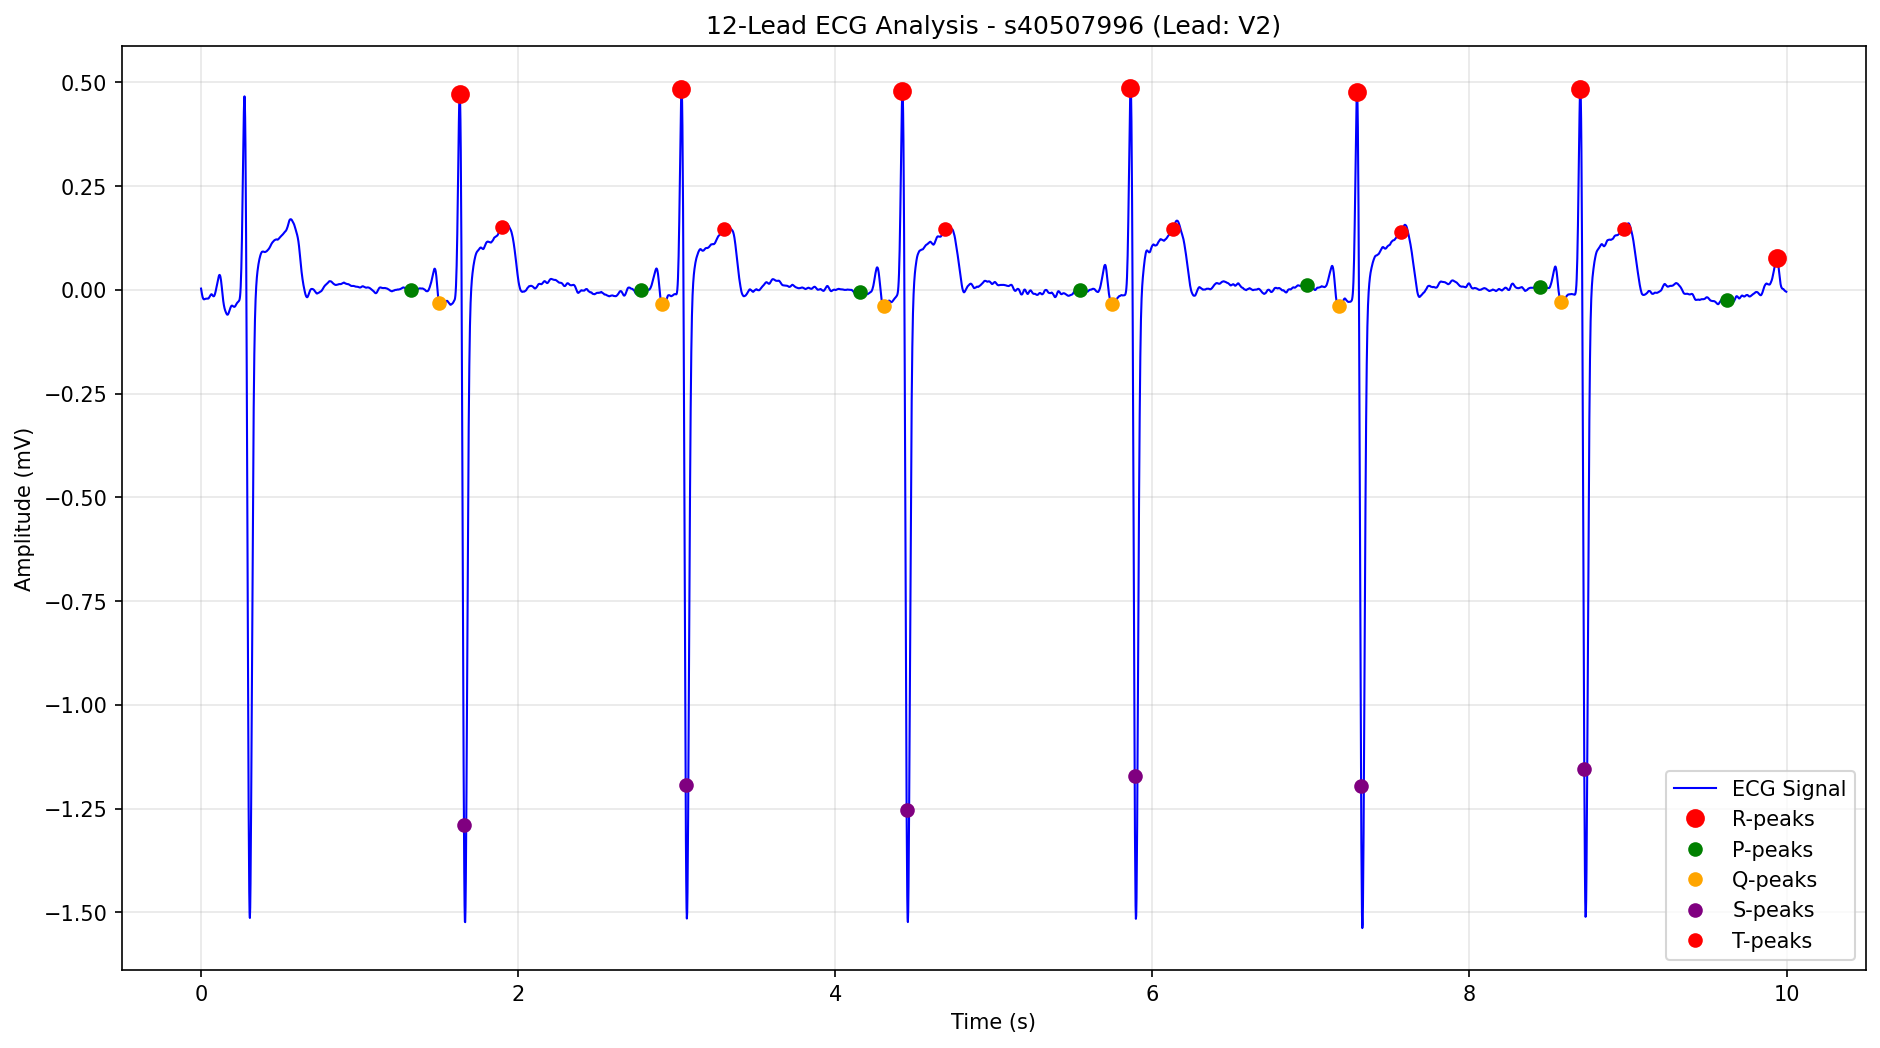 12-Lead ECG Analysis - s40507996 (Lead: V2)
Amplitude (mV)
0.50
0.25
0.00
−0.25
−0.50
−0.75
−1.00
−1.25
−1.50
ECG Signal
R-peaks
P-peaks
Q-peaks
S-peaks
T-peaks
0 2 4 6 8 10
Time (s)